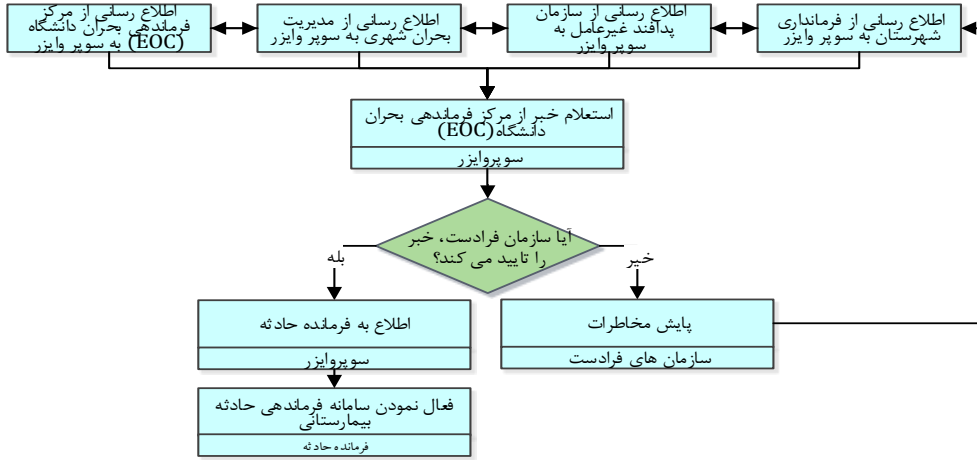 اطلاع رسانی از فرمانداری
شهرستان به سوپر وایزر
اطلاع رسانی از سازمان
پدافند غیرعامل به
سوپر وایزر
اطلاع رسانی از مدیریت
بحران شهری به سوپر وایزر
اطلاع رسانی از مرکز
فرماندهی بحران دانشگاه
(EOC) به سوپر وایزر
استعلام خبر از مرکز فرماندهی بحران
دانشگاه(EOC)
سوپروایزر
آیا سازمان فرادست، خبر
را تایید می کند؟
خیر
بله
پایش مخاطرات
سازمان های فرادست
اطلاع به فرمانده حادثه
سوپروایزر
فعال نمودن سامانه فرماندهی حادثه
بیمارستانی
فرمانده حادثه